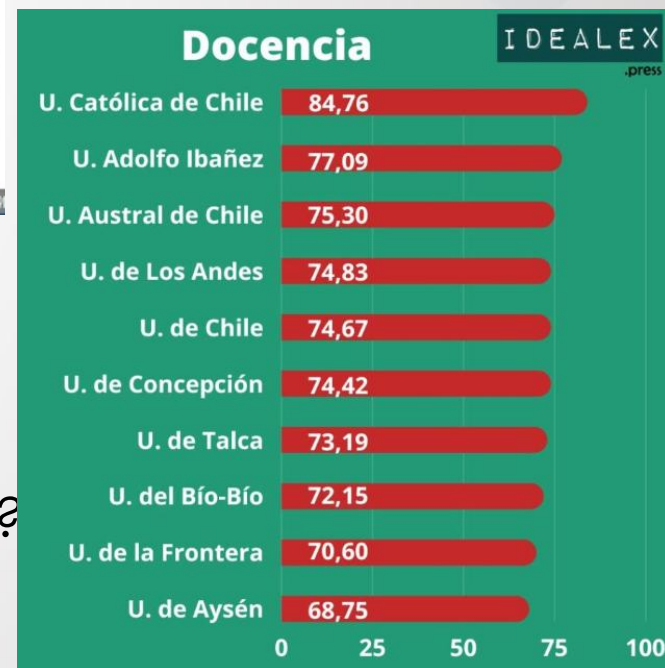 Docencia
IDEALEX
.press
U. Católica de Chile 84,76
U. Adolfo Ibañez 77,09
U. Austral de Chile 75,30
U. de Los Andes 74,83
U. de Chile 74,67
U. de Concepción 74,42
U. de Talca 73,19
U. del Bío-Bío 72,15
?
U. de la Frontera 70,60
U. de Aysén 68,75
0 25 50 75 100